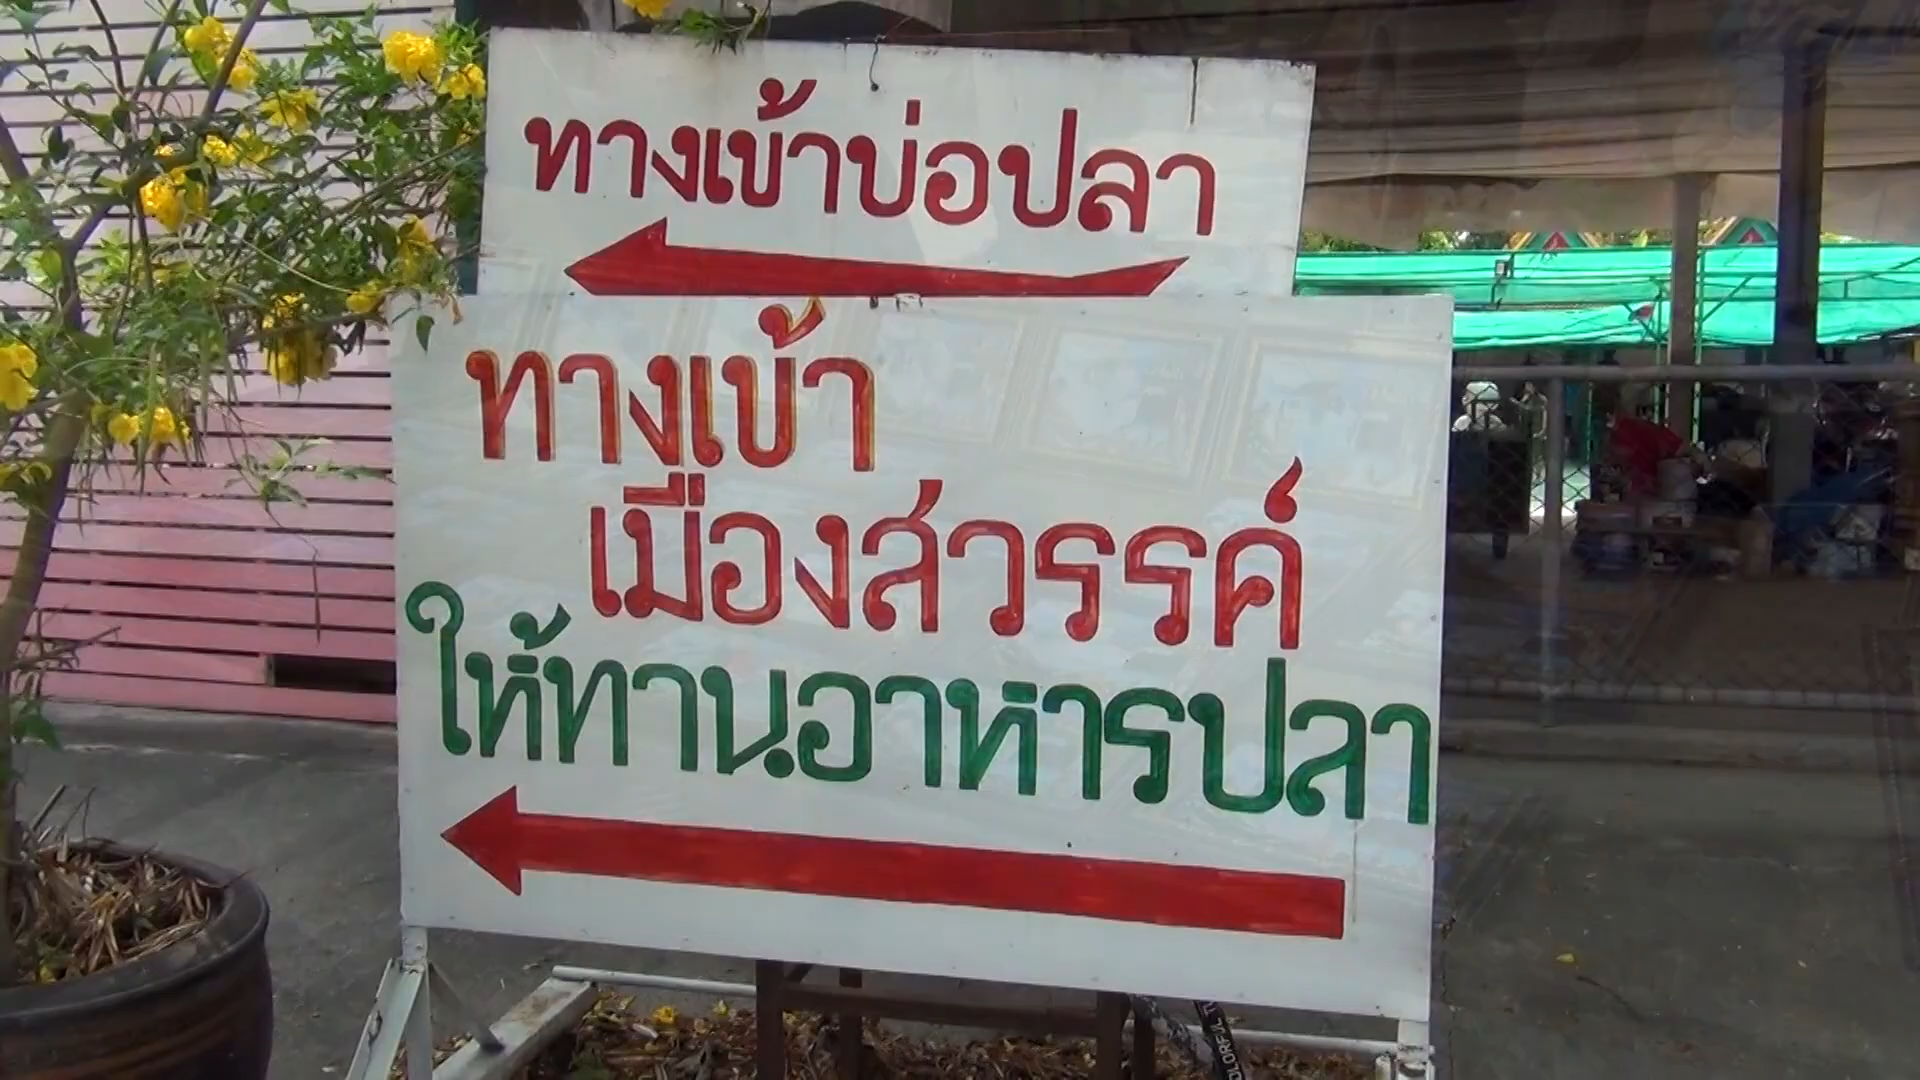 ทางเข้าบ่อปลา
ทางเข้า
เมืองสวรรค์
ให้ทานอาหารปลา